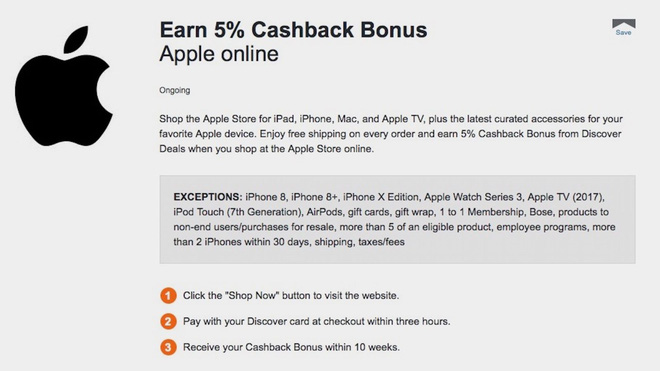 Earn 5% Cashback Bonus
Apple online
Save
Ongoing
Shop the Apple Store for iPad, iPhone, Mac, and Apple TV, plus the latest curated accessories for your
favorite Apple device. Enjoy free shipping on every order and earn 5% Cashback Bonus from Discover
Deals when you shop at the Apple Store online.
EXCEPTIONS: iPhone 8, iPhone 8+, iPhone X Edition, Apple Watch Series 3, Apple TV (2017),
iPod Touch (7th Generation), AirPods, gift cards, gift wrap, 1 to 1 Membership, Bose, products to
non-end users/purchases for resale, more than 5 of an eligible product, employee programs, more
than 2 iPhones within 30 days, shipping, taxes/fees
1 Click the "Shop Now" button to visit the website.
2 Pay with your Discover card at checkout within three hours.
3 Receive your Cashback Bonus within 10 weeks.